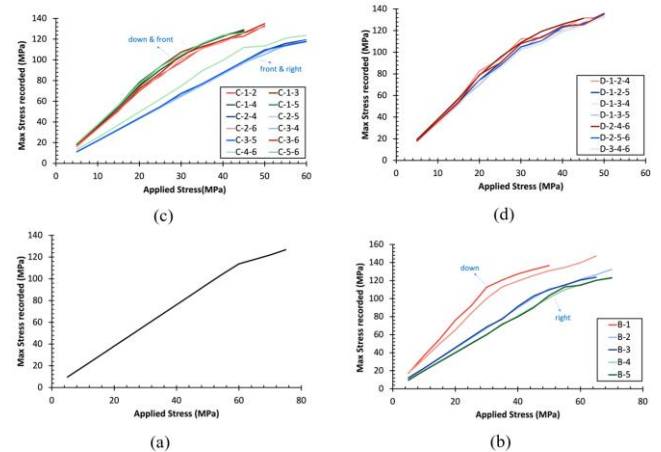 Max Stress recorded (MPa)
140
120
100
80
60
40
20
0
down & front
front & right
C-1-2 C-1-3
C-1-4 C-1-5
C-2-4 C-2-5
C-2-6 C-3-4
C-3-5 C-3-6
C-4-6 C-5-6
0 10 20 30 40 50 60
Applied Stress(MPa)
(c)
Max Stress recorded (MPa)
140
120
100
80
60
40
20
0
D-1-2-4
D-1-2-5
D-1-3-4
D-1-3-5
D-2-4-6
D-2-5-6
D-3-4-6
0 10 20 30 40 50 60
Applied Stress (MPa)
(d)
Max Stress recorded (MPa)
140
120
100
80
60
40
20
0
0 20 40 60 80
Applied Stress (MPa)
(a)
Max Stress recorded (MPa)
160
140
120
100
80
60
40
20
0
down
right
B-1
B-2
B-3
B-4
B-5
0 20 40 60 80
Applied Stress (MPa)
(b)